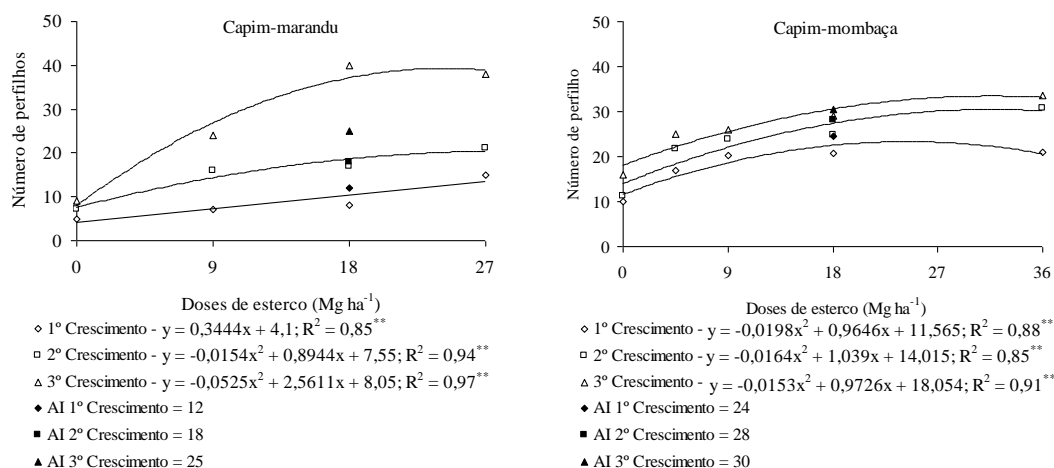 Capim-marandu
Número de perfilhos
50
40
30
20
10
0
0 9 18 27
Doses de esterco (Mg ha⁻¹)
1º Crescimento - y = 0,3444x + 4,1; R² = 0,85**
2º Crescimento - y = -0,0154x² + 0,8944x + 7,55; R² = 0,94**
3º Crescimento - y = -0,0525x² + 2,5611x + 8,05; R² = 0,97**
AI 1º Crescimento = 12
AI 2º Crescimento = 18
AI 3º Crescimento = 25
Capim-mombaça
Número de perfilho
50
40
30
20
10
0
0 9 18 27 36
Doses de esterco (Mg ha⁻¹)
1º Crescimento - y = -0,0198x² + 0,9646x + 11,565; R² = 0,88**
2º Crescimento - y = -0,0164x² + 1,039x + 14,015; R² = 0,85**
3º Crescimento - y = -0,0153x² + 0,9726x + 18,054; R² = 0,91**
AI 1º Crescimento = 24
AI 2º Crescimento = 28
AI 3º Crescimento = 30